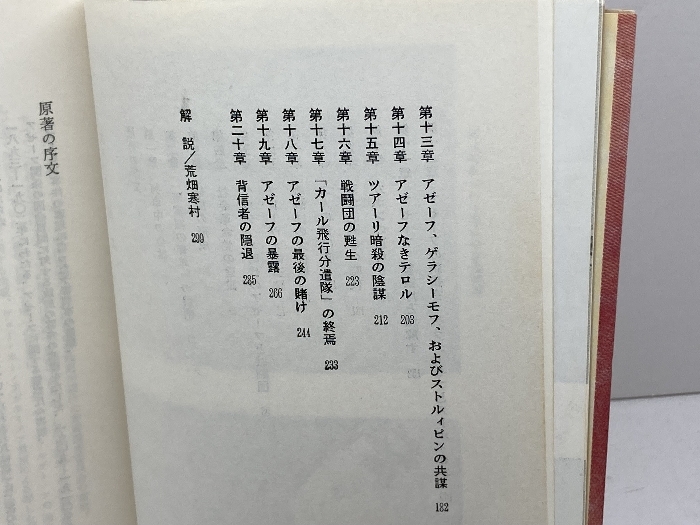 第十三章 アゼーフ、ゲラシーモフ、およびストルィピンの共謀 182
第十四章 アゼーフなきテロル 203
第十五章 ツアーリ暗殺の陰謀 212
第十六章 戦闘団の甦生 223
第十七章 「カール飛行分遣隊」の終焉 233
第十八章 アゼーフの最後の賭け 244
第十九章 アゼーフの暴露 266
第二十章 背信者の隠退 285
解 説／荒畑寒村 299
原著の序文